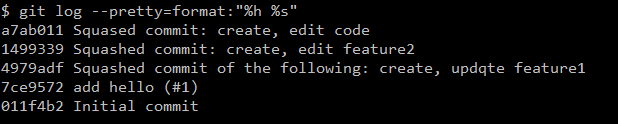 $ git log --pretty=format:"%h %s"
a7ab011 Squased commit: create, edit code
1499339 Squashed commit: create, edit feature2
4979adf Squashed commit of the following: create, updqte feature1
7ce9572 add hello (#1)
011f4b2 Initial commit